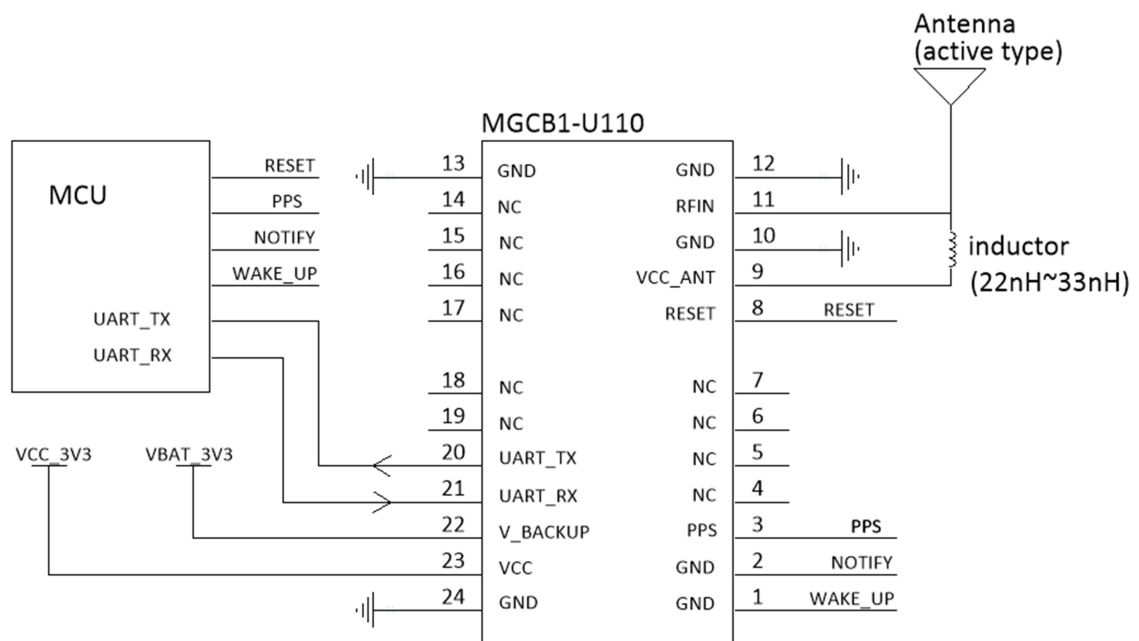 Antenna
(active type)
MGCB1-U110
MCU
RESET
PPS
NOTIFY
WAKE_UP
UART_TX
UART_RX
VCC_3V3
VBAT_3V3
13 GND
14 NC
15 NC
16 NC
17 NC
18 NC
19 NC
20 UART_TX
21 UART_RX
22 V_BACKUP
23 VCC
24 GND
GND 12
RFIN 11
GND 10
VCC_ANT 9
RESET 8 RESET
NC 7
NC 6
NC 5
NC 4
PPS 3 PPS
GND 2 NOTIFY
GND 1 WAKE_UP
inductor
(22nH~33nH)